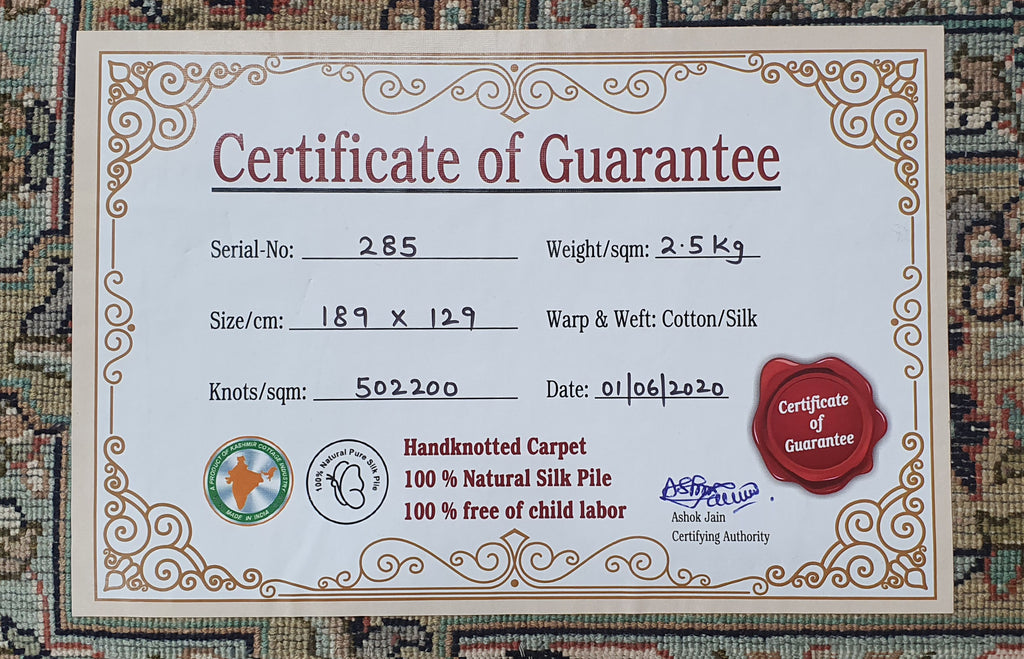 Certificate of Guarantee
Serial-No: 285
Weight/sqm: 2.5 Kg
Size/cm: 189 x 129
Warp & Weft: Cotton/Silk
Knots/sqm: 502200
Date: 01/06/2020
Certificate
of
Guarantee
A PRODUCT OF KASHMIR COTTAGE INDUSTRY
MADE IN INDIA
100% Natural Pure Silk Pile
Handknotted Carpet
100 % Natural Silk Pile
100 % free of child labor
Ashok Jain
Certifying Authority